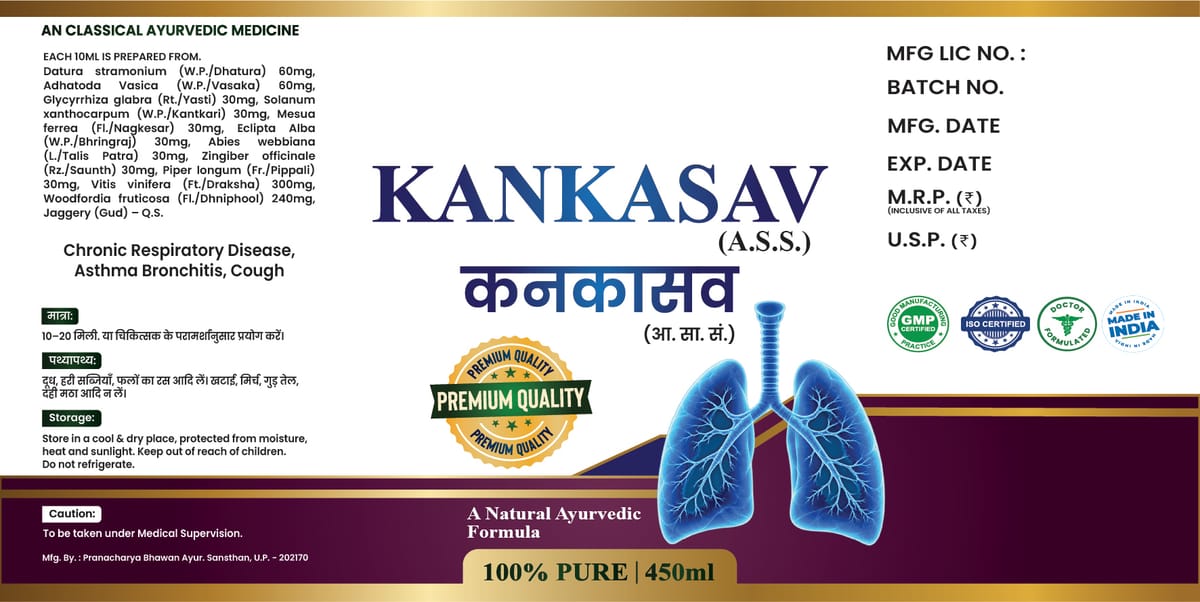 AN CLASSICAL AYURVEDIC MEDICINE
EACH 10ML IS PREPARED FROM.
Datura stramonium (W.P./Dhatura) 60mg,
Adhatoda Vasica (W.P./Vasaka) 60mg,
Glycyrrhiza glabra (Rt./Yasti) 30mg, Solanum
xanthocarpum (W.P./Kantkari) 30mg, Mesua
ferrea (Fl./Nagkesar) 30mg, Eclipta Alba
(W.P./Bhringraj) 30mg, Abies webbiana
(L./Talis Patra) 30mg, Zingiber officinale
(Rz./Saunth) 30mg, Piper longum (Fr./Pippali)
30mg, Vitis vinifera (Ft./Draksha) 300mg,
Woodfordia fruticosa (Fl./Dhniphool) 240mg,
Jaggery (Gud) – Q.S.
Chronic Respiratory Disease,
Asthma Bronchitis, Cough
मात्रा:
10–20 मिली. या चिकित्सक के परामर्शानुसार प्रयोग करें।
पथ्यापथ्य:
दूध, हरी सब्जियाँ, फलों का रस आदि लें। खटाई, मिर्च, गुड़ तेल,
दही मठा आदि न लें।
Storage:
Store in a cool & dry place, protected from moisture,
heat and sunlight. Keep out of reach of children.
Do not refrigerate.
Caution:
To be taken under Medical Supervision.
Mfg. By. : Pranacharya Bhawan Ayur. Sansthan, U.P. - 202170
KANKASAV
(A.S.S.)
कनकासव
(आ. सा. सं.)
PREMIUM QUALITY
PREMIUM QUALITY
PREMIUM QUALITY
A Natural Ayurvedic
Formula
100% PURE | 450ml
MFG LIC NO. :
BATCH NO.
MFG. DATE
EXP. DATE
M.R.P. (₹)
(INCLUSIVE OF ALL TAXES)
U.S.P. (₹)
GOOD MANUFACTURING
GMP
CERTIFIED
PRACTICE
ISO CERTIFIED
DOCTOR
FORMULATED
MADE IN INDIA
MADE IN
INDIA